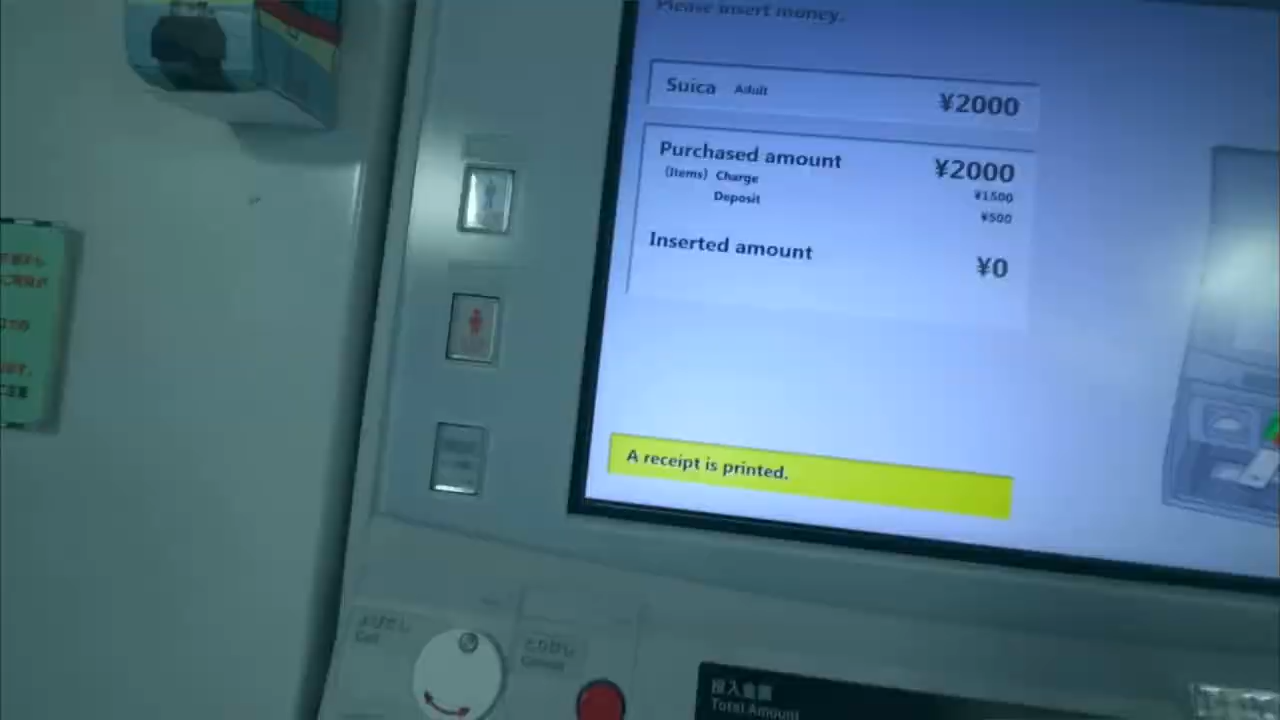 Please insert money.
Suica Adult ¥2000
Purchased amount ¥2000
(Items) Charge ¥1500
Deposit ¥500
Inserted amount ¥0
A receipt is printed.
よびだし
Call
とりけし
Cancel
投入金額
Total Amount